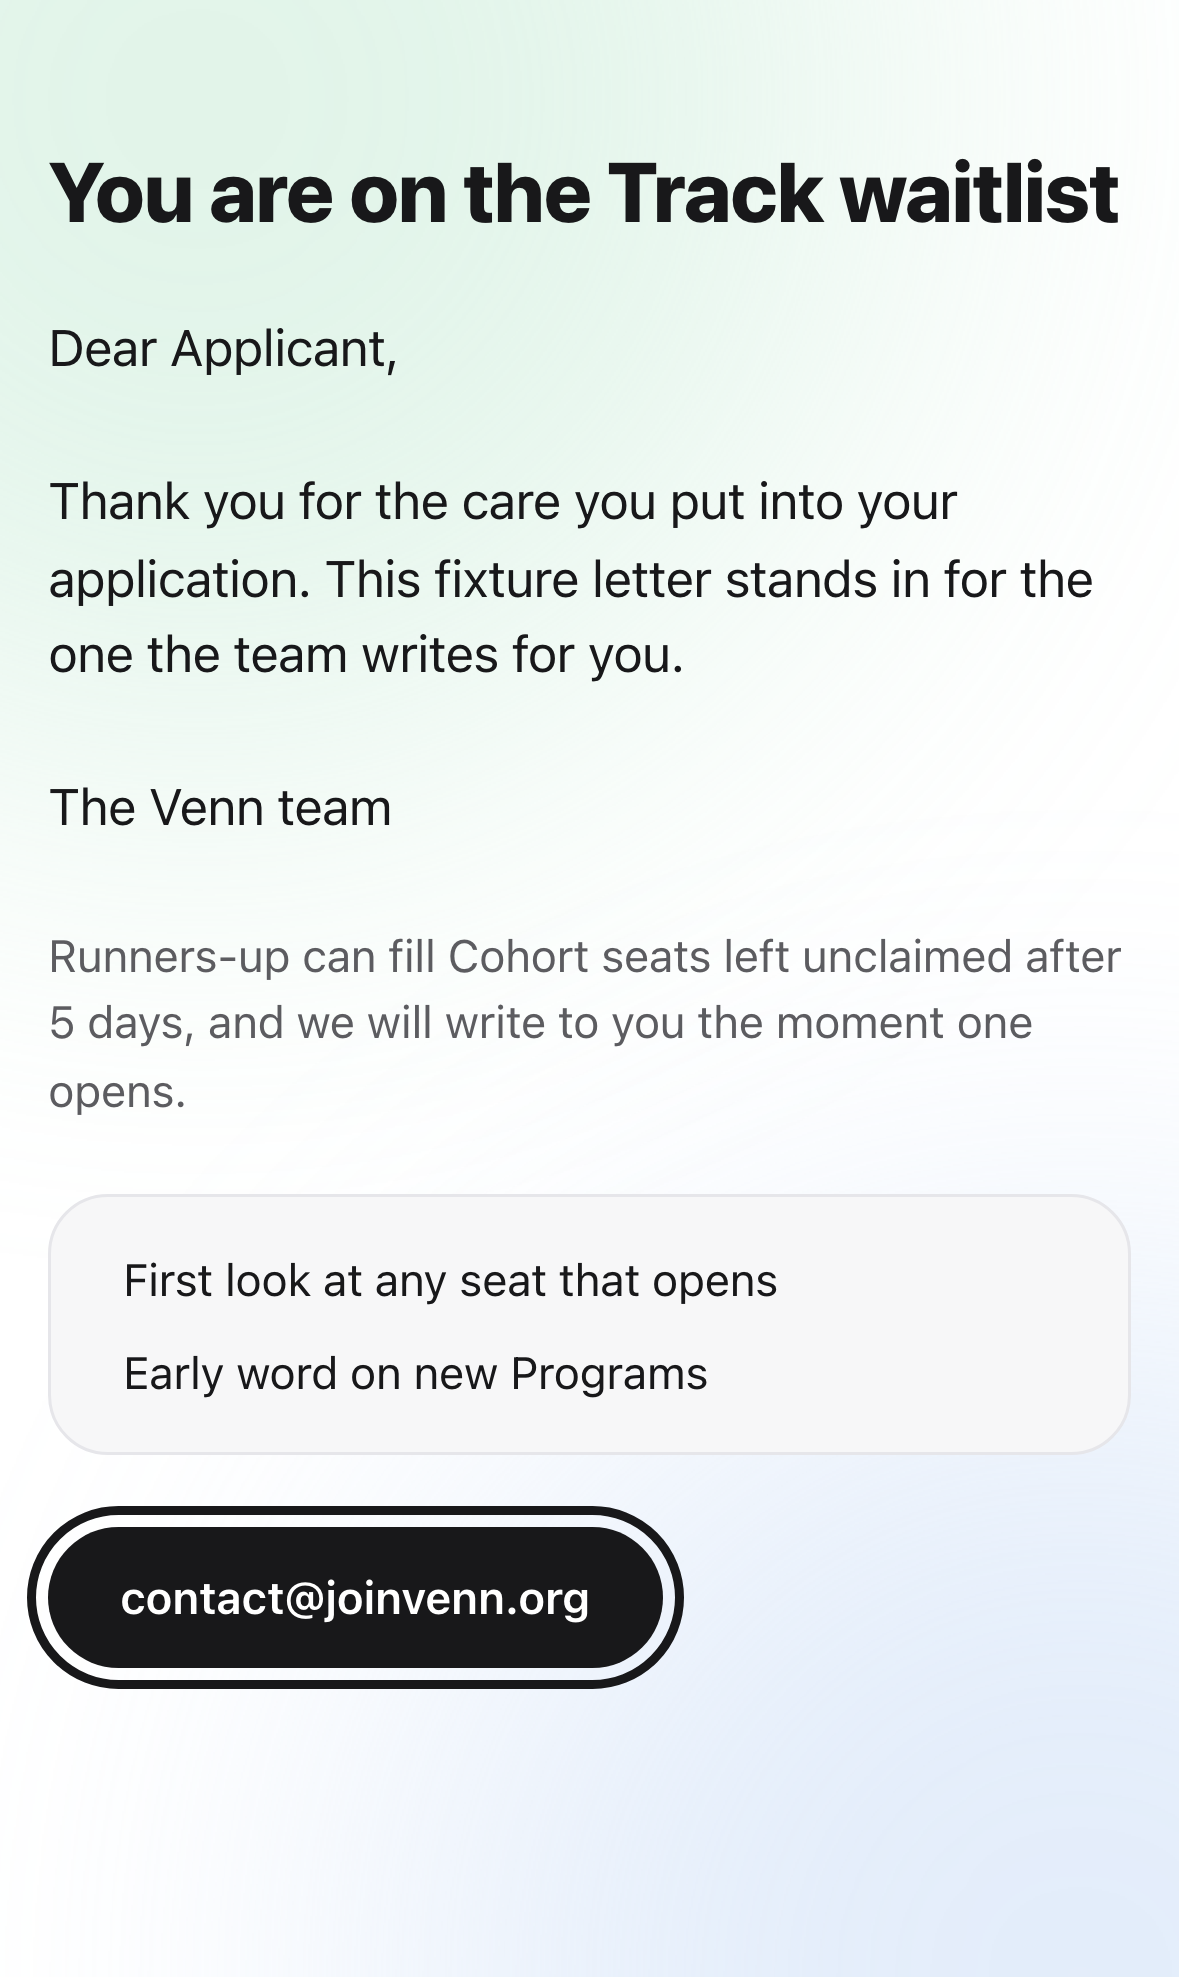 You are on the Track waitlist
Dear Applicant,
Thank you for the care you put into your
application. This fixture letter stands in for the
one the team writes for you.
The Venn team
Runners-up can fill Cohort seats left unclaimed after
5 days, and we will write to you the moment one
opens.
First look at any seat that opens
Early word on new Programs
contact@joinvenn.org